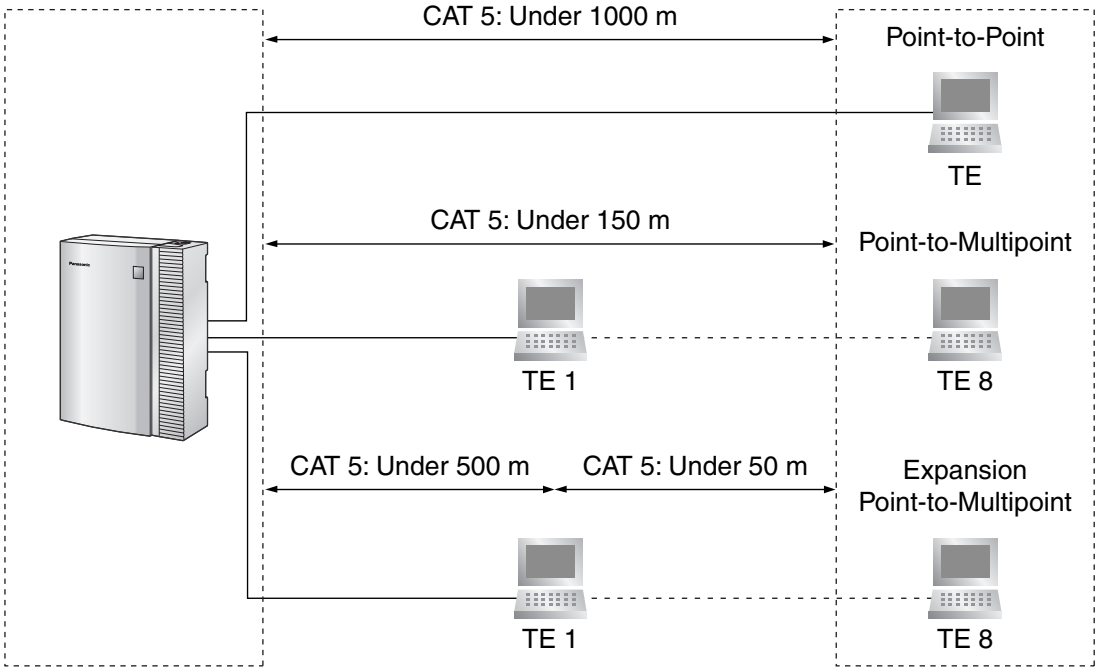 CAT 5: Under 1000 m
Point-to-Point
TE
CAT 5: Under 150 m
Point-to-Multipoint
Panasonic
TE 1
TE 8
CAT 5: Under 500 m
CAT 5: Under 50 m
Expansion
Point-to-Multipoint
TE 1
TE 8